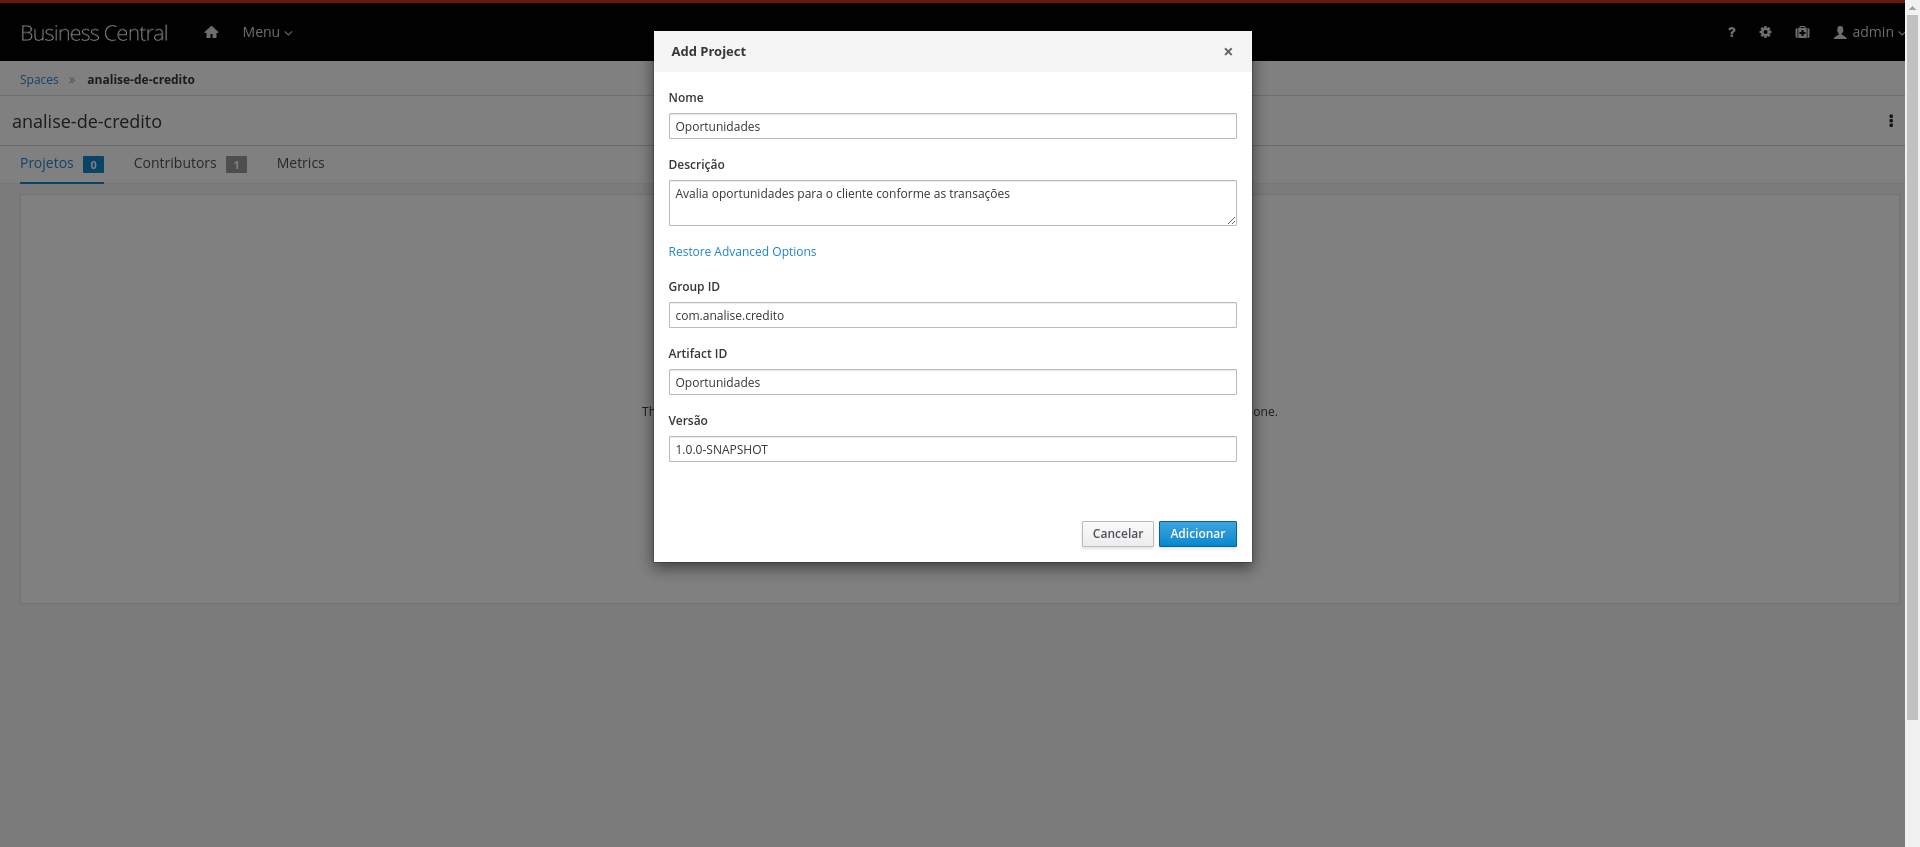 Business Central
Menu
?
admin
Spaces » analise-de-credito
analise-de-credito
Projetos 0 Contributors 1 Metrics
Add Project ×
Nome
Oportunidades
Descrição
Avalia oportunidades para o cliente conforme as transações
Restore Advanced Options
Group ID
com.analise.credito
Artifact ID
Oportunidades
one.
Versão
1.0.0-SNAPSHOT
Cancelar Adicionar